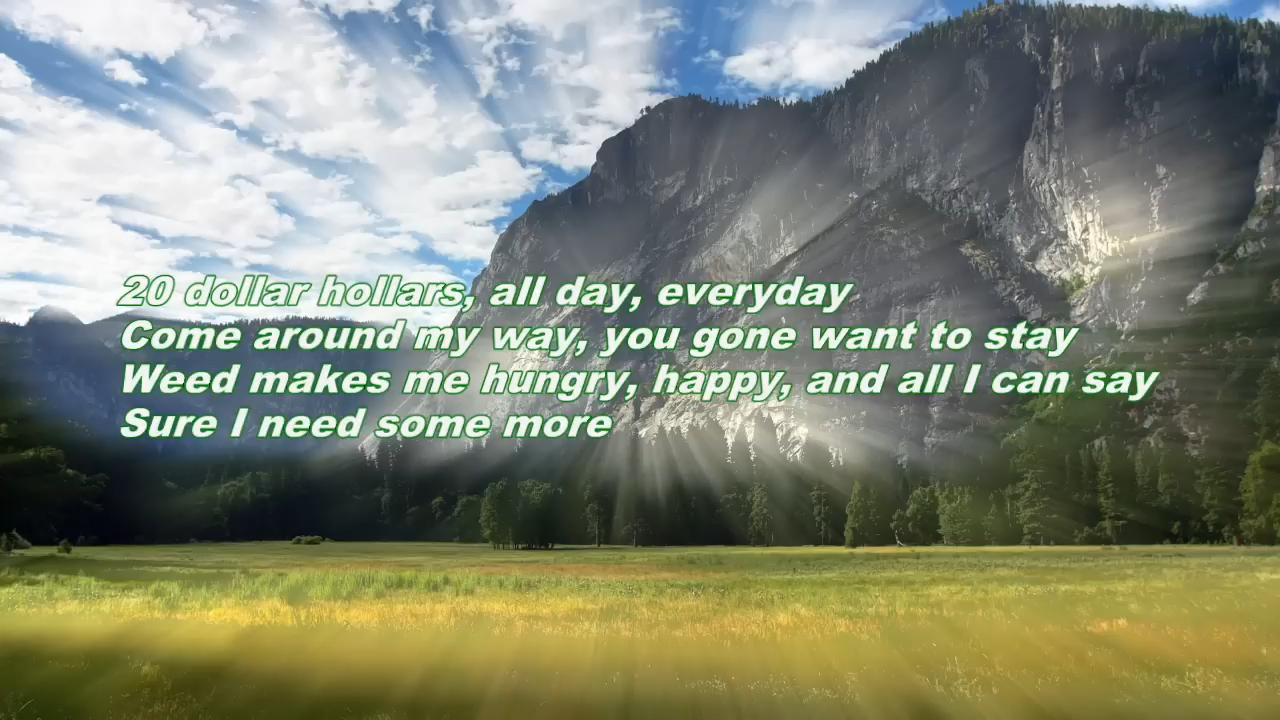 20 dollar hollars, all day, everyday
Come around my way, you gone want to stay
Weed makes me hungry, happy, and all I can say
Sure I need some more